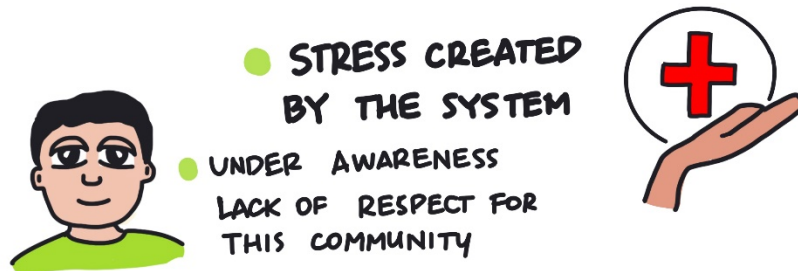 STRESS CREATED
BY THE SYSTEM
UNDER AWARENESS
LACK OF RESPECT FOR
THIS COMMUNITY